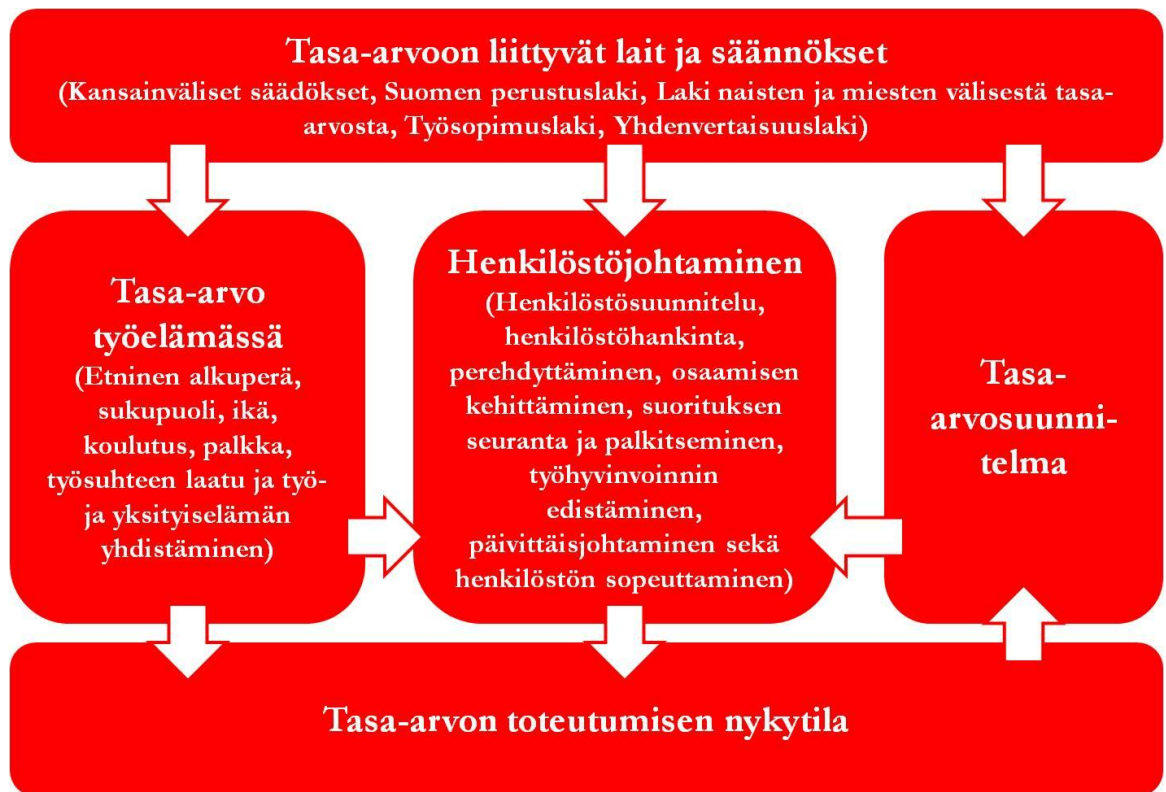 Tasa-arvoon liittyvät lait ja säännökset
(Kansainväliset säädökset, Suomen perustuslaki, Laki naisten ja miesten välisestä tasa-
arvosta, Työsopimuslaki, Yhdenvertaisuuslaki)
Tasa-arvo
työelämässä
(Etninen alkuperä,
sukupuoli, ikä,
koulutus, palkka,
työsuhteen laatu ja työ-
ja yksityiselämän
yhdistäminen)
Henkilöstöjohtaminen
(Henkilöstösuunnitelu,
henkilöstöhankinta,
perehdyttäminen, osaamisen
kehittäminen, suorituksen
seuranta ja palkitseminen,
työhyvinvoinnin
edistäminen,
päivittäisjohtaminen sekä
henkilöstön sopeuttaminen)
Tasa-
arvosuunni-
telma
Tasa-arvon toteutumisen nykytila